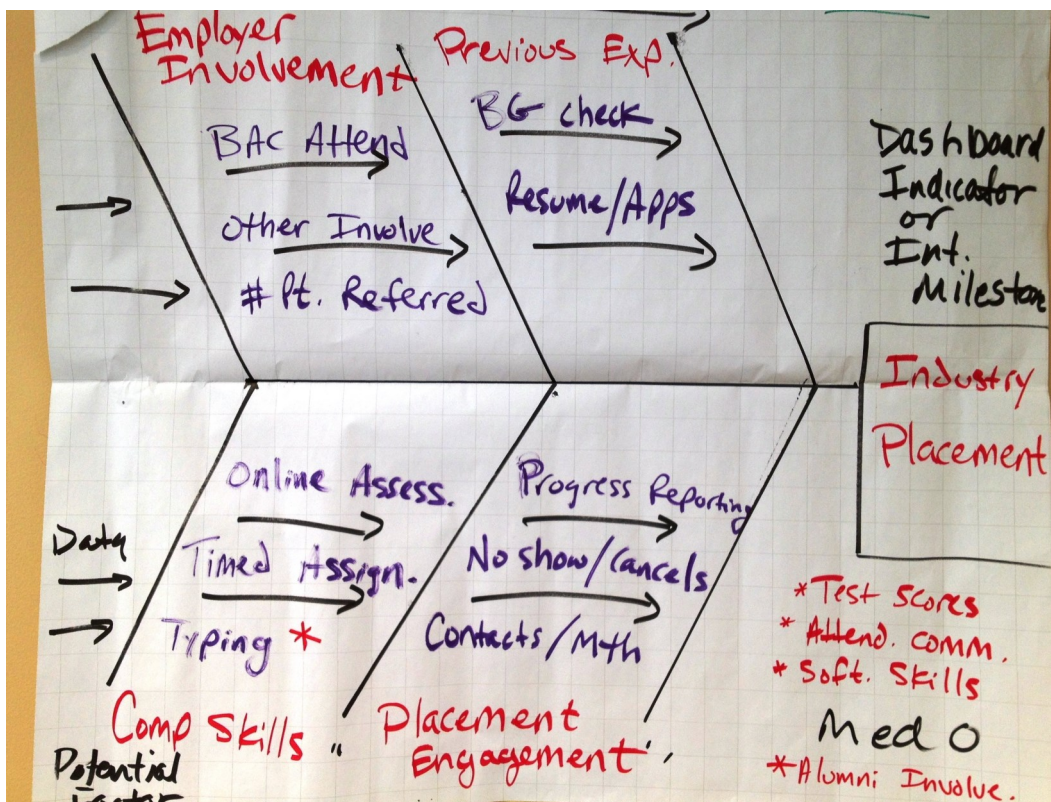 Employer
Involvement
Previous Exp.
BAC Attend
Other Involve
# Pt. Referred
BG check
Resume/Apps
Dashboard
Indicator
or
Int.
Milestone
Industry
Placement
Data
Online Assess.
Timed Assign.
Typing *
Progress Reporting
No show/Cancels
Contacts/Mth
Comp Skills
Placement
Engagement
* Test scores
* Attend. comm.
* Soft. Skills
Med O
* Alumni Involve.
Potential
Factor